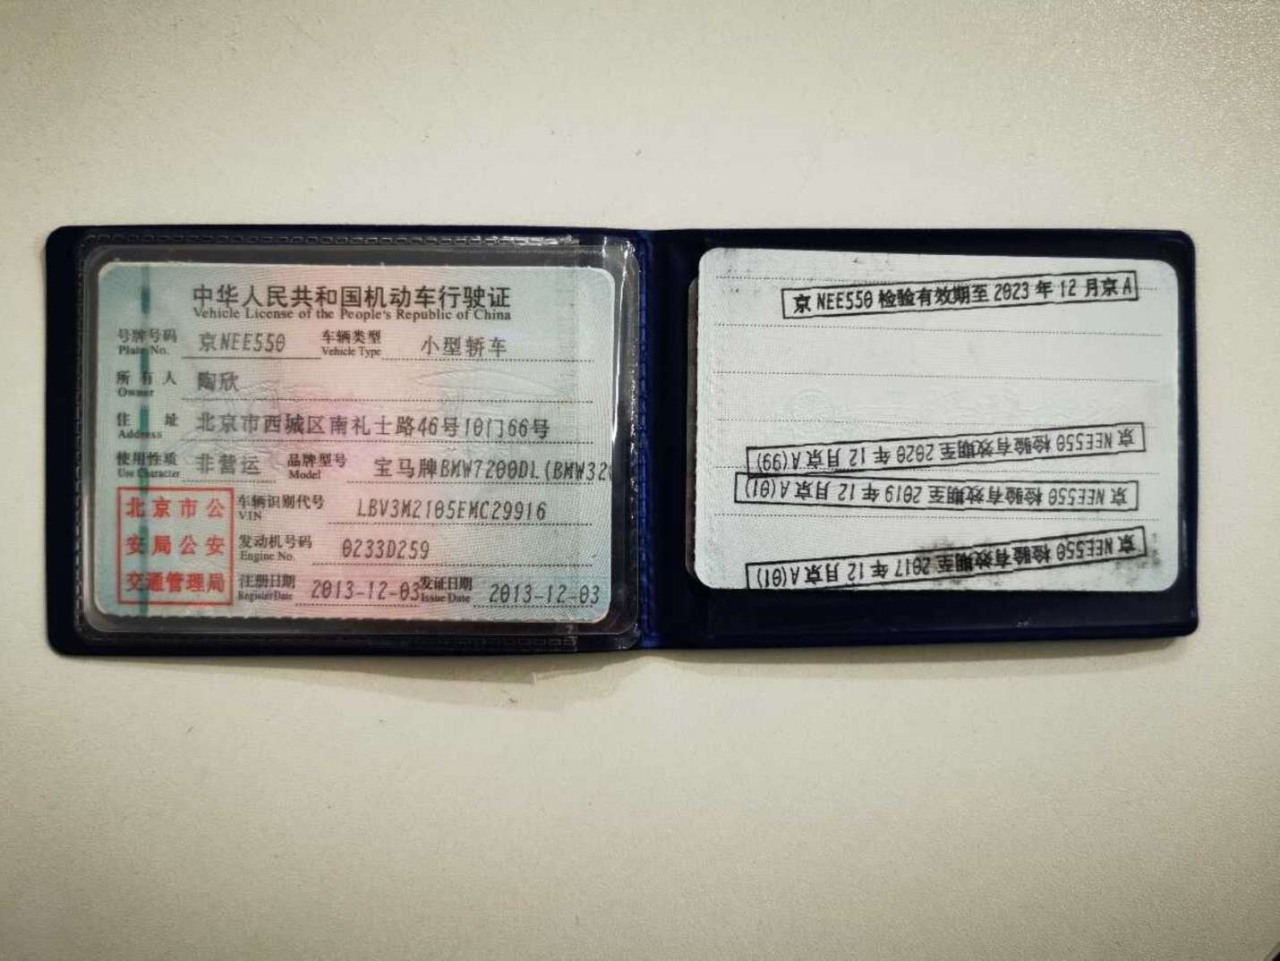 中华人民共和国机动车行驶证
Vehicle License of the People's Republic of China
号牌号码 京NEE550 车辆类型 小型轿车
Plate No. Vehicle Type
所有人 陶欣
Owner
住址 北京市西城区南礼士路46号10门66号
Address
使用性质 非营运 品牌型号 宝马牌BMW7200DL(BMW32
Use Character Model
北京市公
安局公安
交通管理局
车辆识别代号 LBV3M2105EMC29916
VIN
发动机号码 0233D259
Engine No.
注册日期 2013-12-03 发证日期 2013-12-03
Register Date Issue Date
京NEE550检验有效期至2023年12月京A
京NEE550检验有效期至2020年12月京A(99)
京NEE550检验有效期至2019年12月京A(01)
京NEE550检验有效期至2017年12月京A(01)